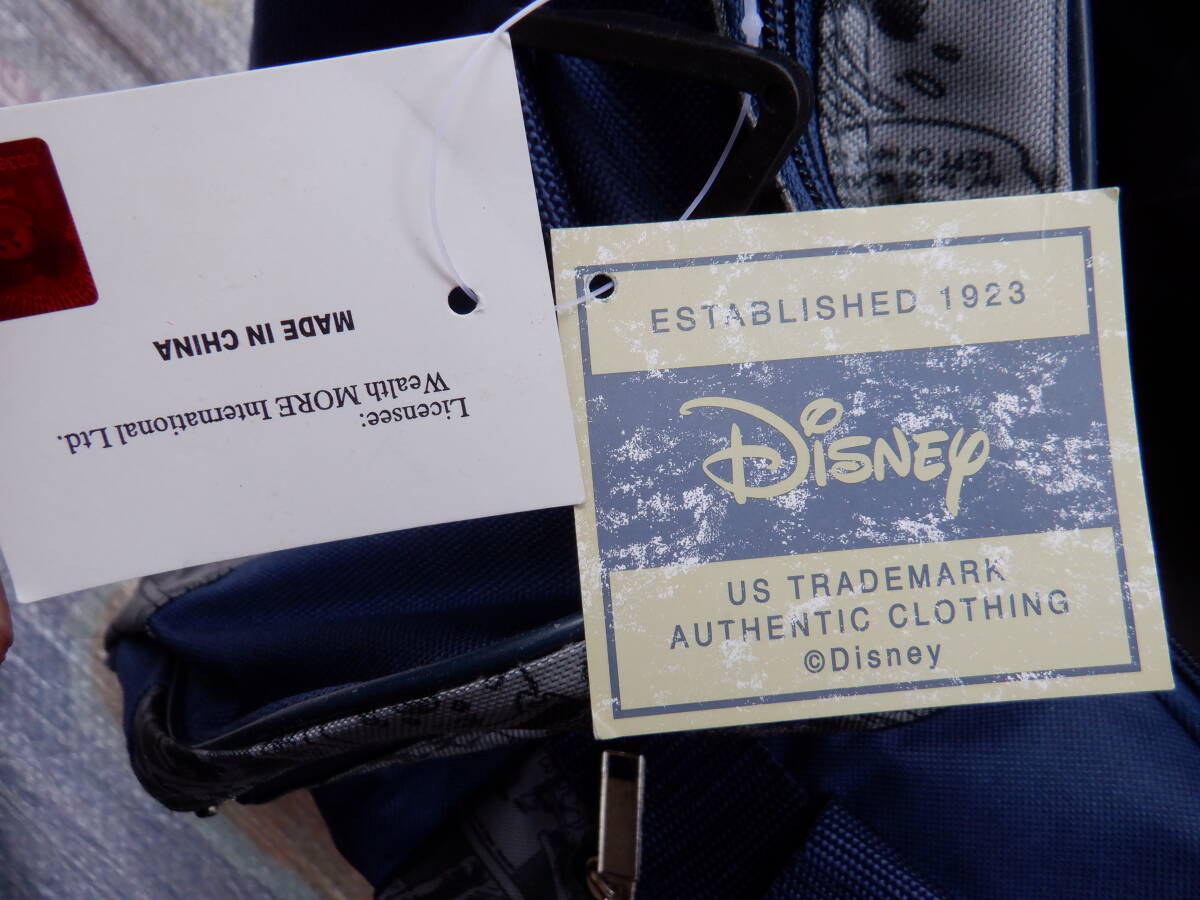 MADE IN CHINA
Licensee:
Wealth MORE International Ltd.
ESTABLISHED 1923
Disney
US TRADEMARK
AUTHENTIC CLOTHING
©Disney